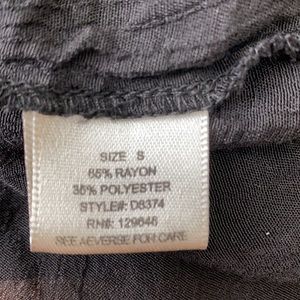 SIZE S
65% RAYON
35% POLYESTER
STYLE#: D8374
RN#: 129646
SEE REVERSE FOR CARE